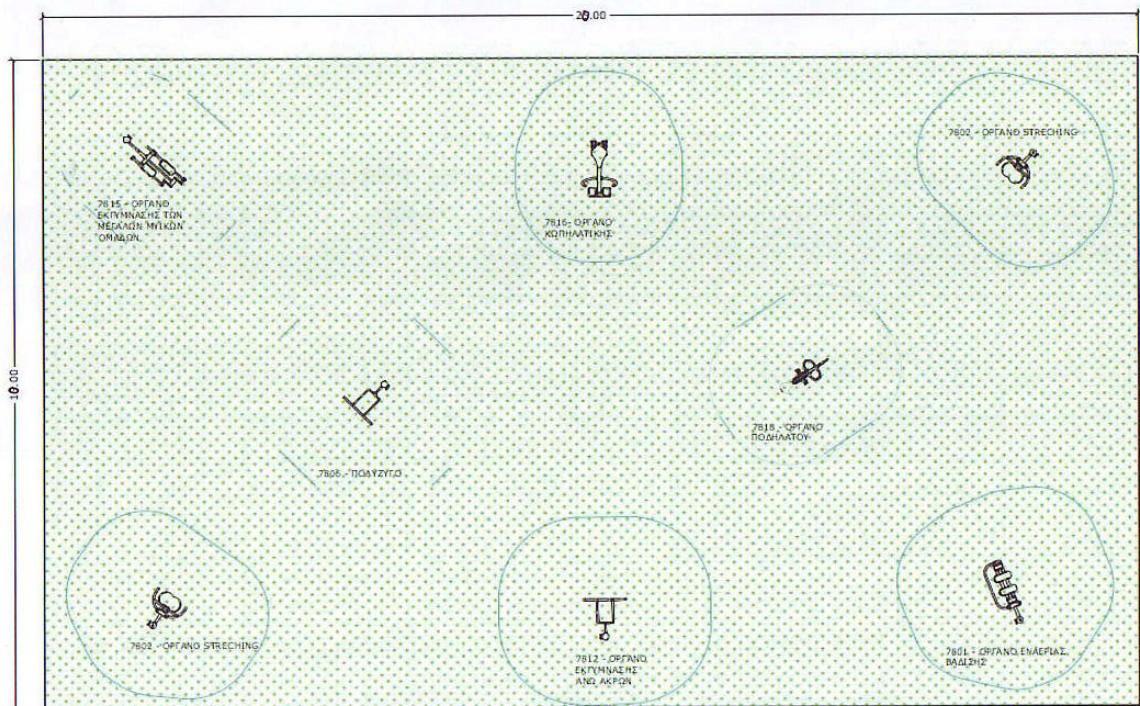 20.00
7802 - ΟΡΓΑΝΟ STRECHING
7815 - ΟΡΓΑΝΟ
ΕΚΓΥΜΝΑΣΗΣ ΤΩΝ
ΜΕΓΑΛΩΝ ΜΥΙΚΩΝ
ΟΜΑΔΩΝ
7816- ΟΡΓΑΝΟ
ΚΩΠΗΛΑΤΙΚΗΣ
10.00
7818 - ΟΡΓΑΝΟ
ΠΟΔΗΛΑΤΟΥ
7806 - ΠΟΛΥΖΥΓΟ
7802 - ΟΡΓΑΝΟ STRECHING
7812 - ΟΡΓΑΝΟ
ΕΚΓΥΜΝΑΣΗΣ
ΑΝΩ ΑΚΡΩΝ
7801 - ΟΡΓΑΝΟ ΕΝΑΕΡΙΑΣ
ΒΑΔΙΣΗΣ